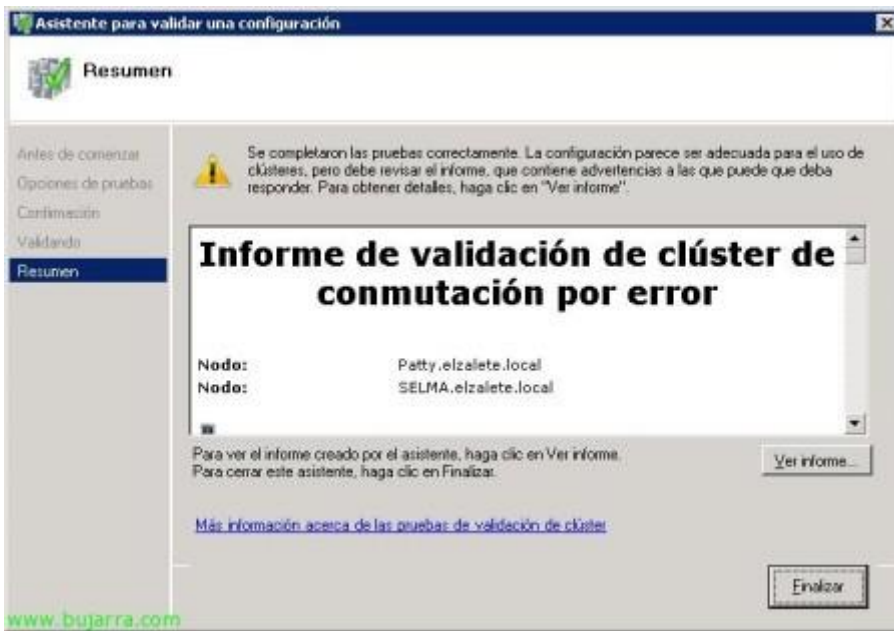 Asistente para validar una configuración
Resumen
Antes de comenzar
Opciones de pruebas
Confirmación
Validando
Resumen
Se completaron las pruebas correctamente. La configuración parece ser adecuada para el uso de
clústeres, pero debe revisar el informe, que contiene advertencias a las que puede que deba
responder. Para obtener detalles, haga clic en "Ver informe".
Informe de validación de clúster de
conmutación por error
Nodo: Patty.elzalete.local
Nodo: SELMA.elzalete.local
Para ver el informe creado por el asistente, haga clic en Ver informe.
Para cerrar este asistente, haga clic en Finalizar.
Ver informe...
Más información acerca de las pruebas de validación de clúster
Finalizar
www.bujarra.com